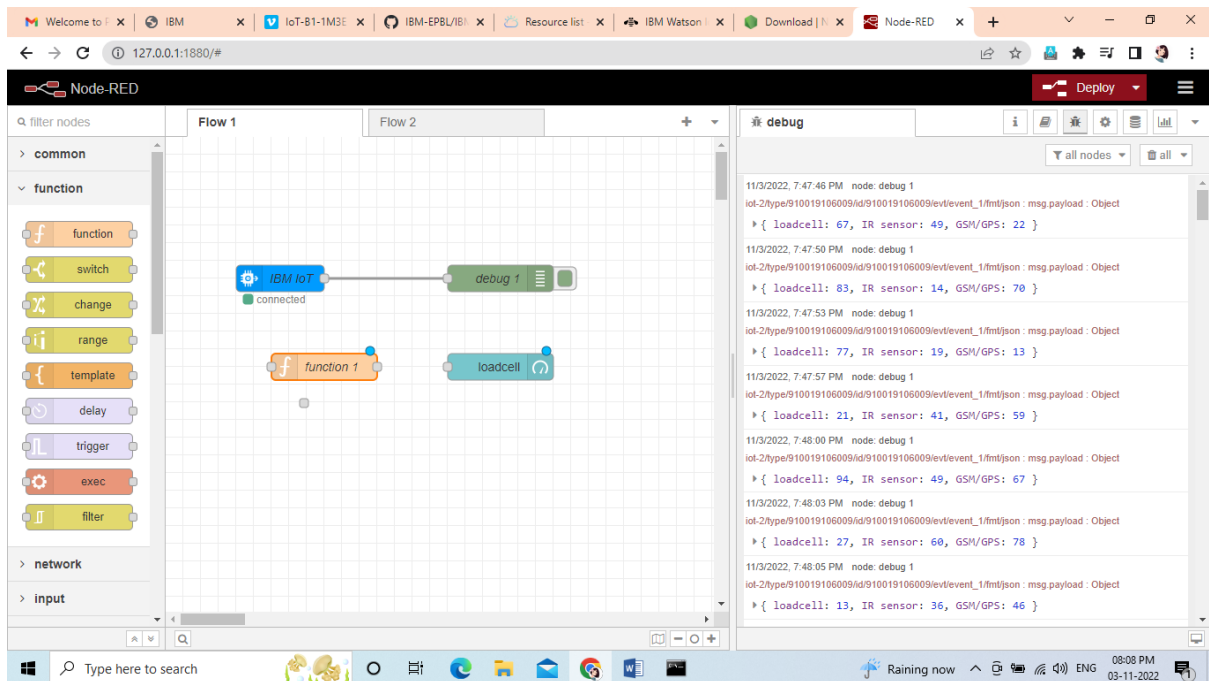 Welcome to F
IBM
IoT-B1-1M3E
IBM-EPBL/IBM
Resource list
IBM Watson
Download | N
Node-RED
127.0.0.1:1880/#
Node-RED
Deploy
filter nodes
Flow 1
Flow 2
debug
i
common
all nodes
all
function
function
switch
change
range
template
delay
trigger
exec
filter
network
input
IBM IoT
connected
debug 1
function 1
loadcell
11/3/2022, 7:47:46 PM node: debug 1
iot-2/type/910019106009/id/910019106009/evt/event_1/fmt/json : msg.payload : Object
{ loadcell: 67, IR sensor: 49, GSM/GPS: 22 }
11/3/2022, 7:47:50 PM node: debug 1
iot-2/type/910019106009/id/910019106009/evt/event_1/fmt/json : msg.payload : Object
{ loadcell: 83, IR sensor: 14, GSM/GPS: 70 }
11/3/2022, 7:47:53 PM node: debug 1
iot-2/type/910019106009/id/910019106009/evt/event_1/fmt/json : msg.payload : Object
{ loadcell: 77, IR sensor: 19, GSM/GPS: 13 }
11/3/2022, 7:47:57 PM node: debug 1
iot-2/type/910019106009/id/910019106009/evt/event_1/fmt/json : msg.payload : Object
{ loadcell: 21, IR sensor: 41, GSM/GPS: 59 }
11/3/2022, 7:48:00 PM node: debug 1
iot-2/type/910019106009/id/910019106009/evt/event_1/fmt/json : msg.payload : Object
{ loadcell: 94, IR sensor: 49, GSM/GPS: 67 }
11/3/2022, 7:48:03 PM node: debug 1
iot-2/type/910019106009/id/910019106009/evt/event_1/fmt/json : msg.payload : Object
{ loadcell: 27, IR sensor: 60, GSM/GPS: 78 }
11/3/2022, 7:48:05 PM node: debug 1
iot-2/type/910019106009/id/910019106009/evt/event_1/fmt/json : msg.payload : Object
{ loadcell: 13, IR sensor: 36, GSM/GPS: 46 }
Type here to search
Raining now
ENG
08:08 PM
03-11-2022